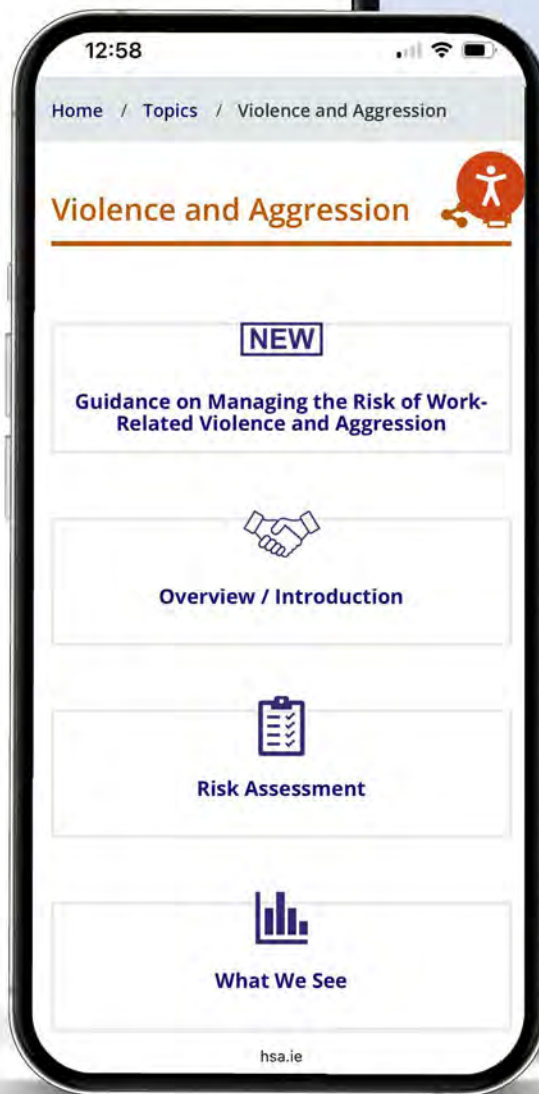 12:58
Home / Topics / Violence and Aggression
Violence and Aggression
NEW
Guidance on Managing the Risk of Work-
Related Violence and Aggression
Overview / Introduction
Risk Assessment
What We See
hsa.ie